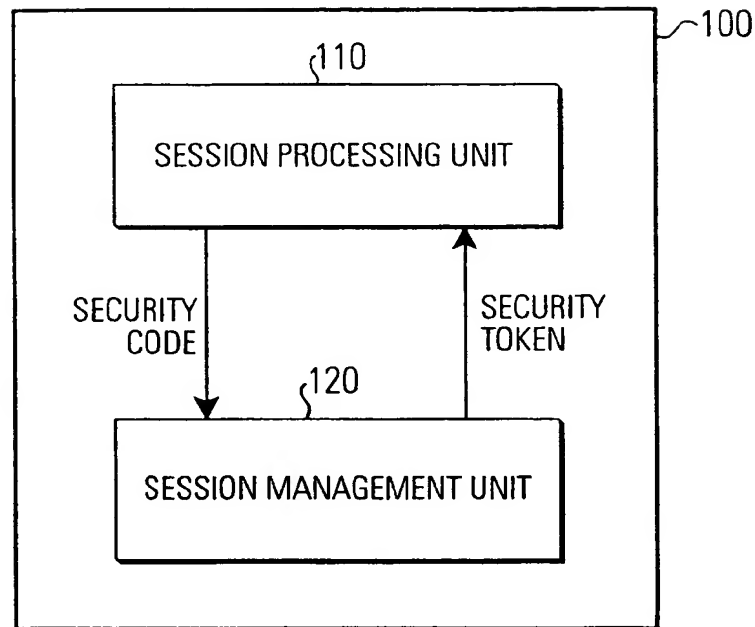 100
110
SESSION PROCESSING UNIT
SECURITY
CODE
SECURITY
TOKEN
120
SESSION MANAGEMENT UNIT